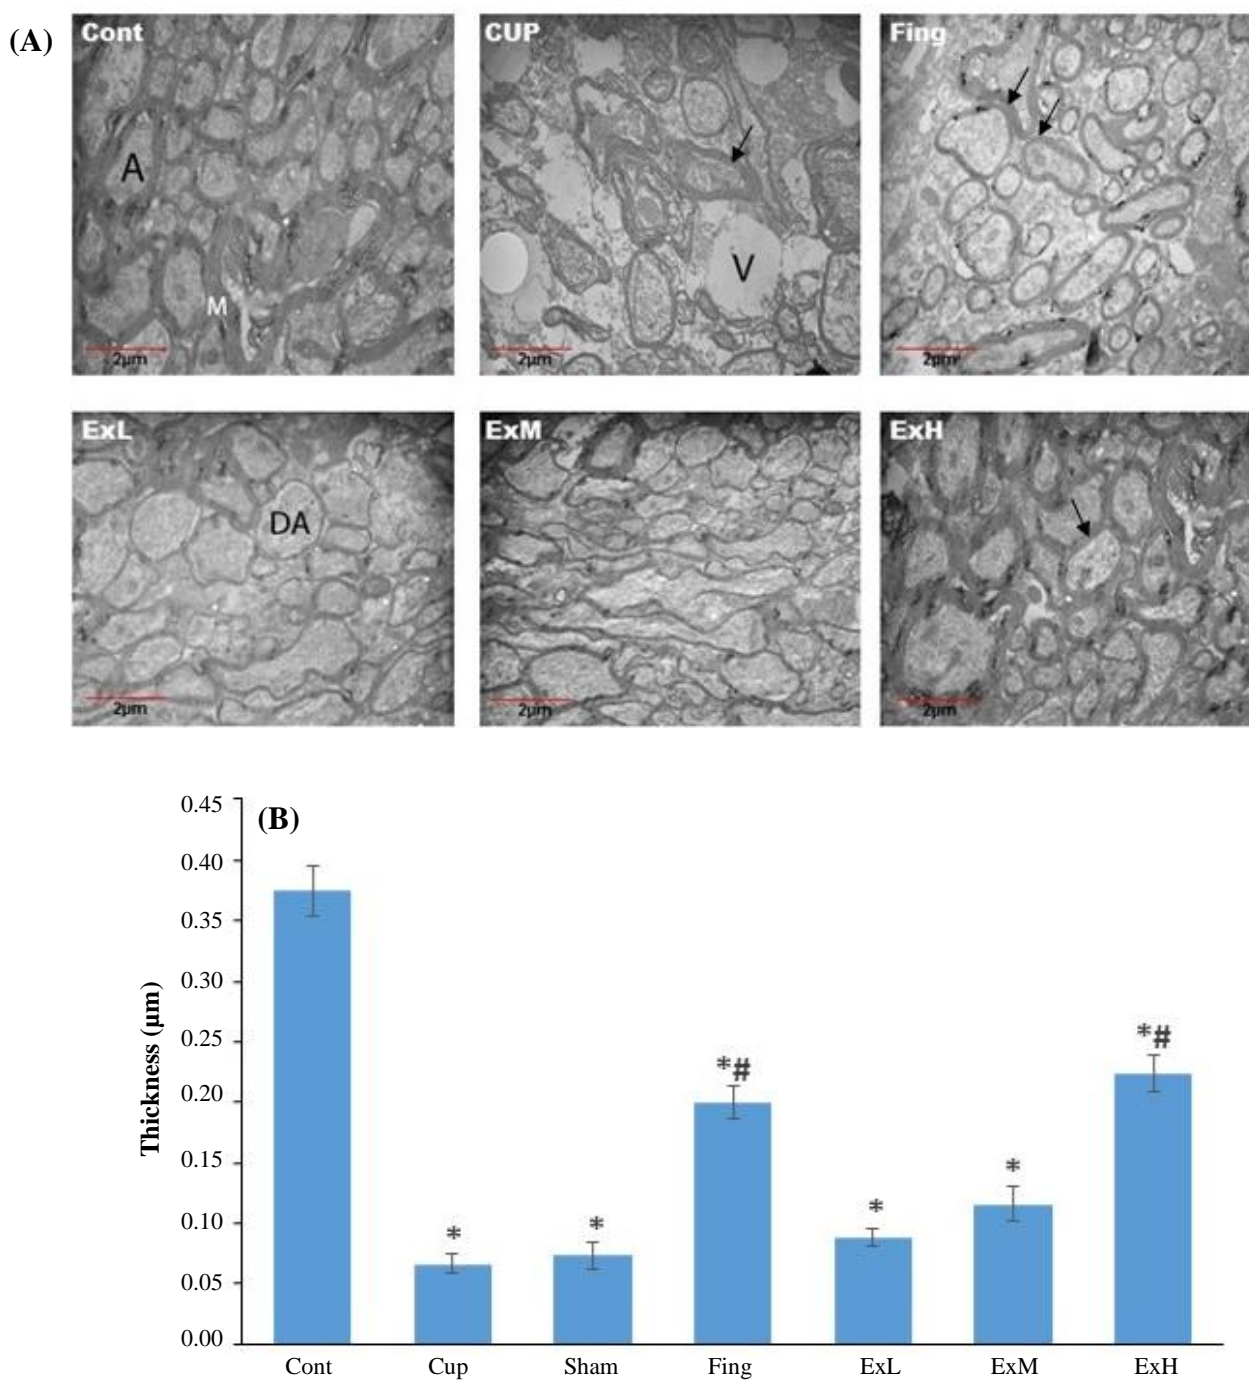 (A)
Cont
CUP
Fing
A
M
V
2μm
2μm
2μm
ExL
ExM
ExH
DA
2μm
2μm
2μm
(B)
Thickness (μm)
0.45
0.40
0.35
0.30
0.25
0.20
0.15
0.10
0.05
0.00
*
*
*#
*
*
*#
Cont
Cup
Sham
Fing
ExL
ExM
ExH